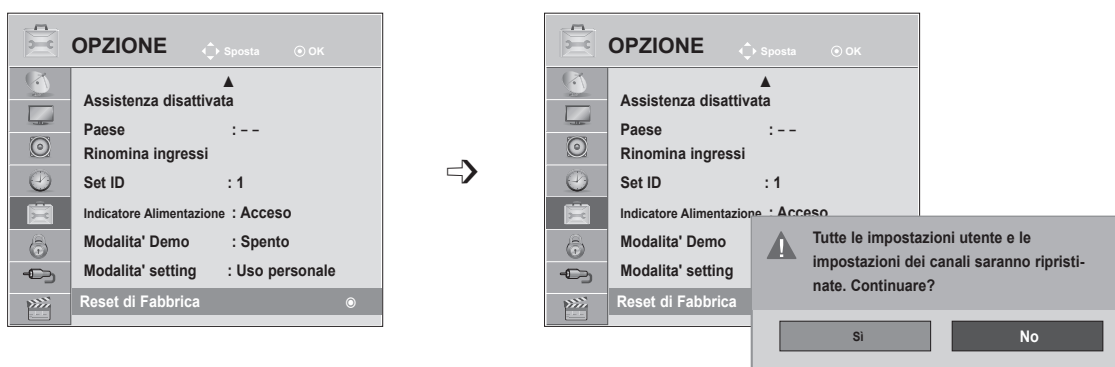 OPZIONE Sposta OK
Assistenza disattivata
Paese : – –
Rinomina ingressi
Set ID : 1
Indicatore Alimentazione : Acceso
Modalita' Demo : Spento
Modalita' setting : Uso personale
Reset di Fabbrica
OPZIONE Sposta OK
Assistenza disattivata
Paese : – –
Rinomina ingressi
Set ID : 1
Indicatore Alimentazione : Acceso
Modalita' Demo
Modalita' setting
Reset di Fabbrica
Tutte le impostazioni utente e le
impostazioni dei canali saranno ripristi-
nate. Continuare?
Sì No